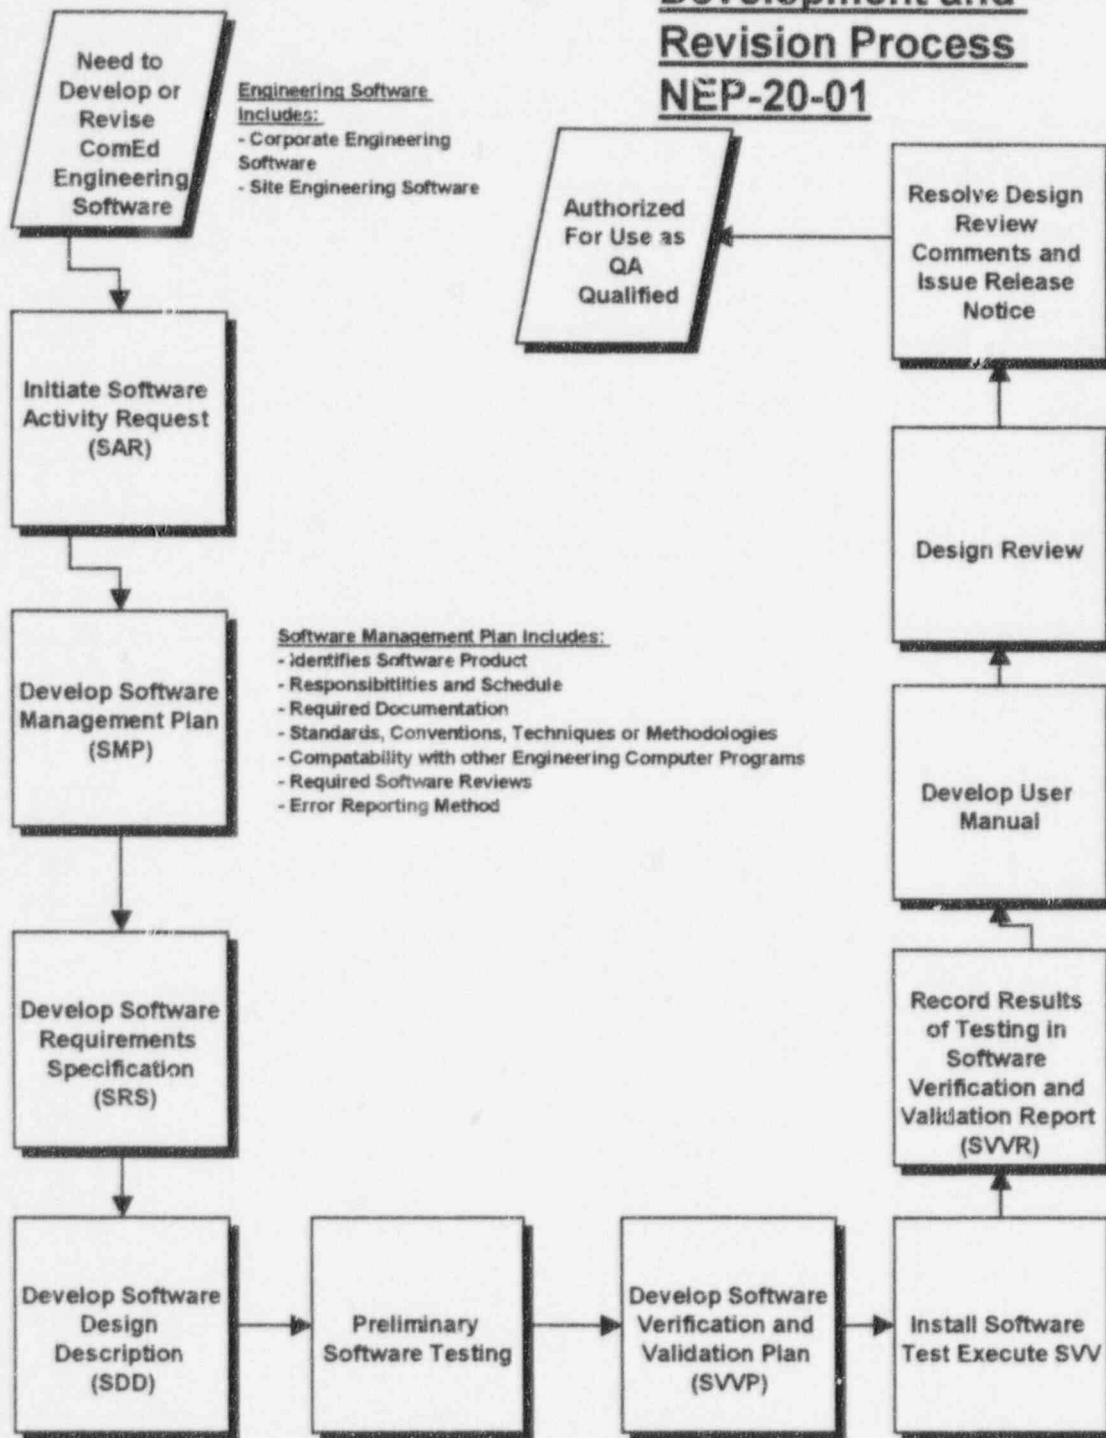 Development and
Revision Process
NEP-20-01
Need to
Develop or
Revise
ComEd
Engineering
Software
Engineering Software
Includes:
- Corporate Engineering
Software
- Site Engineering Software
Authorized
For Use as
QA
Qualified
Resolve Design
Review
Comments and
Issue Release
Notice
Initiate Software
Activity Request
(SAR)
Design Review
Develop Software
Management Plan
(SMP)
Software Management Plan Includes:
- Identifies Software Product
- Responsibitlities and Schedule
- Required Documentation
- Standards, Conventions, Techniques or Methodologies
- Compatability with other Engineering Computer Programs
- Required Software Reviews
- Error Reporting Method
Develop User
Manual
Develop Software
Requirements
Specification
(SRS)
Record Results
of Testing in
Software
Verification and
Validation Report
(SVVR)
Develop Software
Design
Description
(SDD)
Preliminary
Software Testing
Develop Software
Verification and
Validation Plan
(SVVP)
Install Software
Test Execute SVV